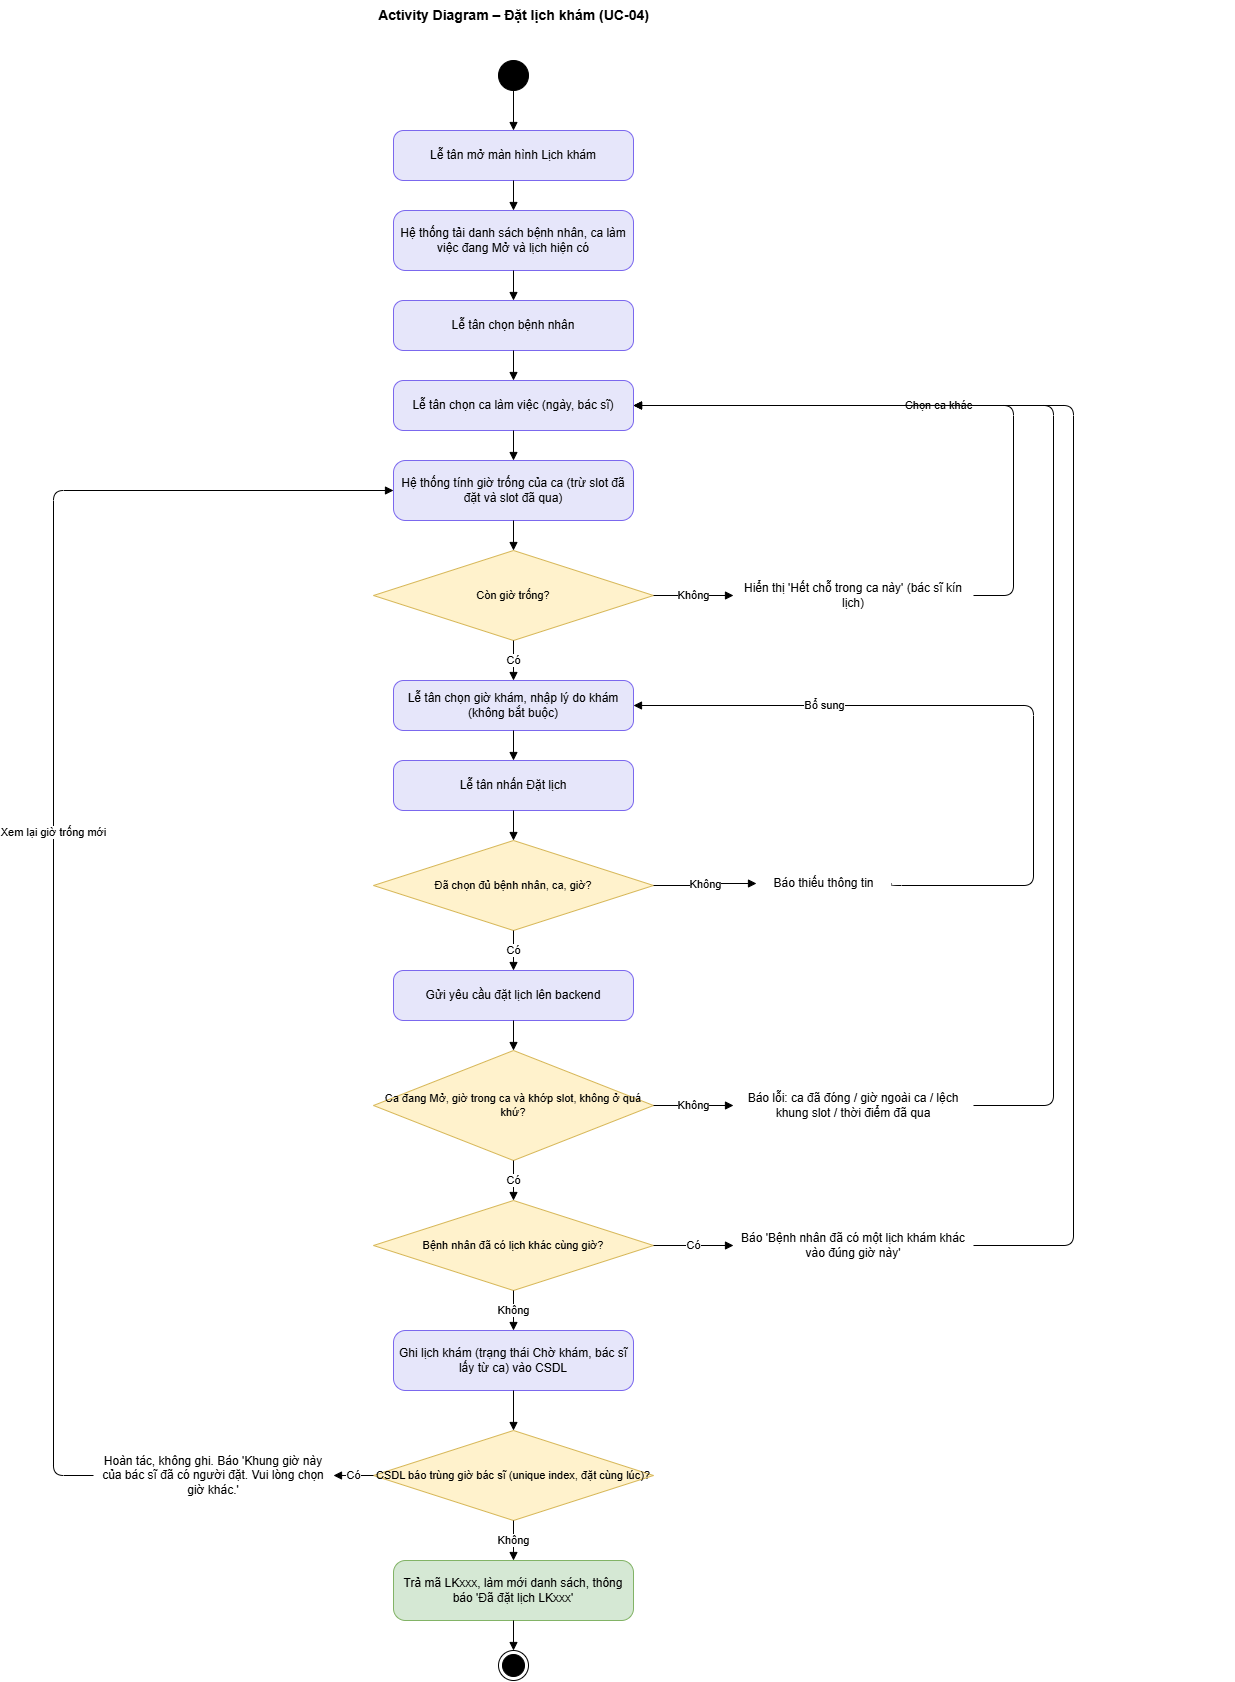 Activity Diagram – Đặt lịch khám (UC-04)
Lễ tân mở màn hình Lịch khám
Hệ thống tải danh sách bệnh nhân, ca làm
việc đang Mở và lịch hiện có
Lễ tân chọn bệnh nhân
Lễ tân chọn ca làm việc (ngày, bác sĩ)
Chọn ca khác
Hệ thống tính giờ trống của ca (trừ slot đã
đặt và slot đã qua)
Còn giờ trống?
Không
Hiển thị 'Hết chỗ trong ca này' (bác sĩ kín
lịch)
Có
Lễ tân chọn giờ khám, nhập lý do khám
(không bắt buộc)
Bổ sung
Lễ tân nhấn Đặt lịch
Xem lại giờ trống mới
Đã chọn đủ bệnh nhân, ca, giờ?
Không
Báo thiếu thông tin
Có
Gửi yêu cầu đặt lịch lên backend
Ca đang Mở, giờ trong ca và khớp slot, không ở quá
khứ?
Không
Báo lỗi: ca đã đóng / giờ ngoài ca / lệch
khung slot / thời điểm đã qua
Có
Bệnh nhân đã có lịch khác cùng giờ?
Có
Báo 'Bệnh nhân đã có một lịch khám khác
vào đúng giờ này'
Không
Ghi lịch khám (trạng thái Chờ khám, bác sĩ
lấy từ ca) vào CSDL
Hoàn tác, không ghi. Báo 'Khung giờ này
của bác sĩ đã có người đặt. Vui lòng chọn
giờ khác.'
Có
CSDL báo trùng giờ bác sĩ (unique index, đặt cùng lúc)?
Không
Trả mã LKxxx, làm mới danh sách, thông
báo 'Đã đặt lịch LKxxx'